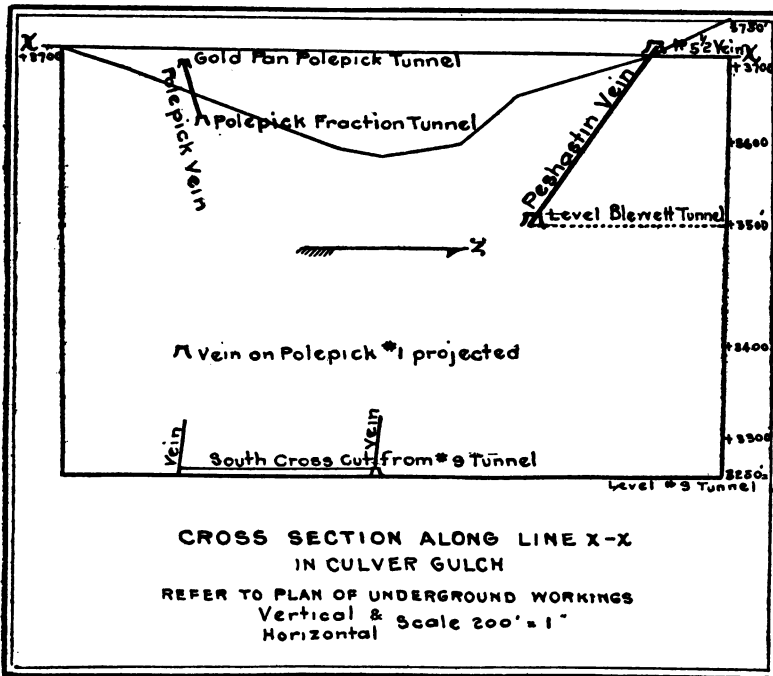 3750'
X
+3700
Gold Pan Polepick Tunnel
# 5½ Vein X
+3700
Polepick Vein
Polepick Fraction Tunnel
+3600
Peshastin Vein
Level Blewett Tunnel
+3500'
Z
Vein on Polepick #1 projected
+3400
Vein
Vein
+3300
South Cross Cut from #9 Tunnel
3250'
Level #9 Tunnel
CROSS SECTION ALONG LINE X-X
IN CULVER GULCH
REFER TO PLAN OF UNDERGROUND WORKINGS
Vertical &
Horizontal Scale 200' = 1"